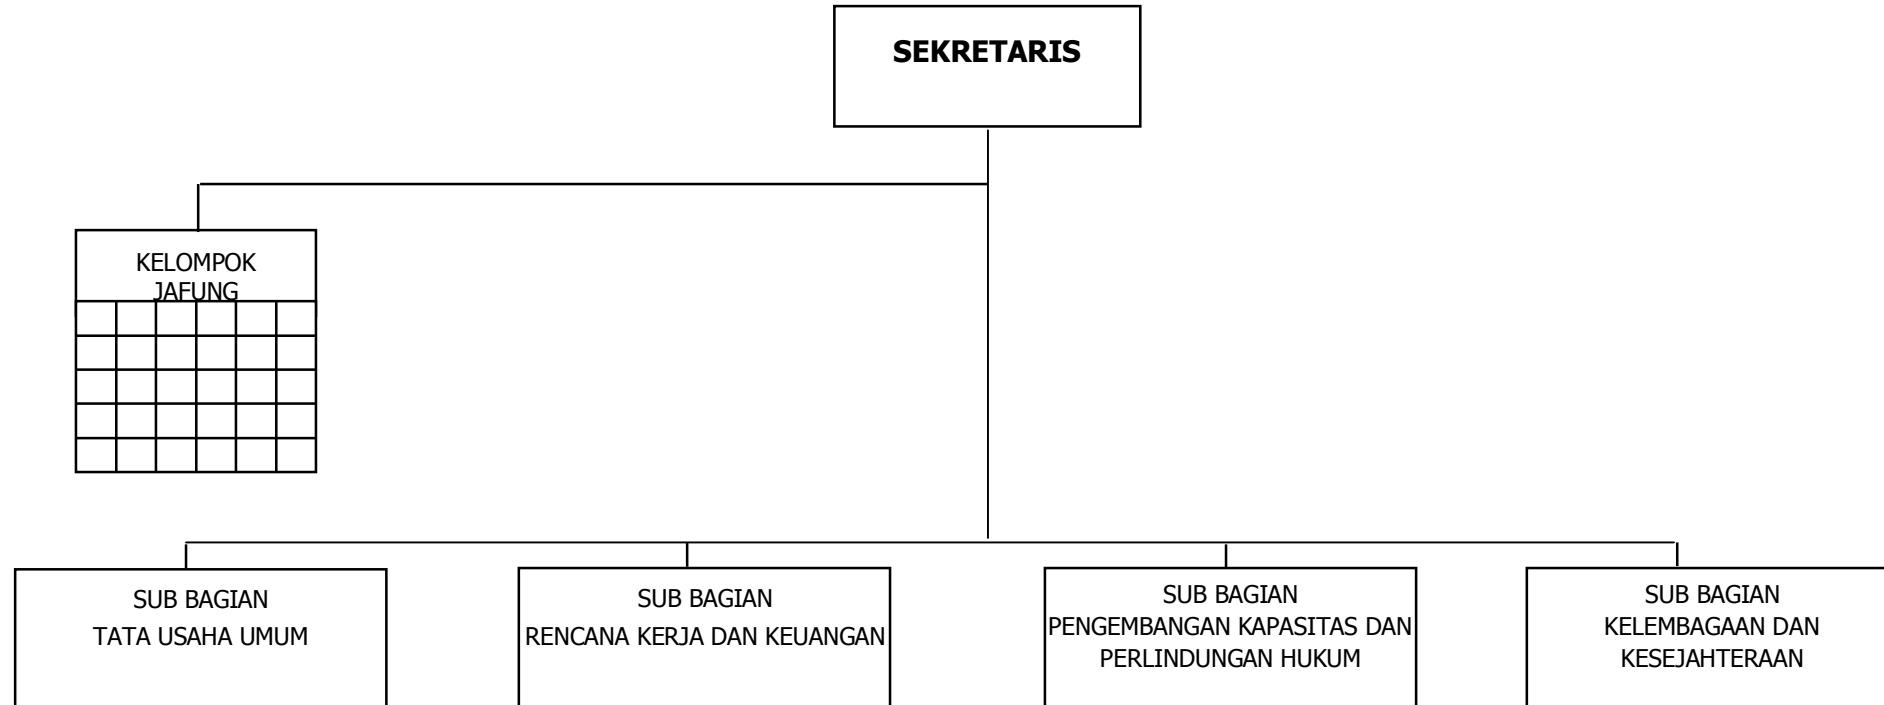 SEKRETARIS
KELOMPOK
JAFUNG
SUB BAGIAN
TATA USAHA UMUM
SUB BAGIAN
RENCANA KERJA DAN KEUANGAN
SUB BAGIAN
PENGEMBANGAN KAPASITAS DAN
PERLINDUNGAN HUKUM
SUB BAGIAN
KELEMBAGAAN DAN
KESEJAHTERAAN